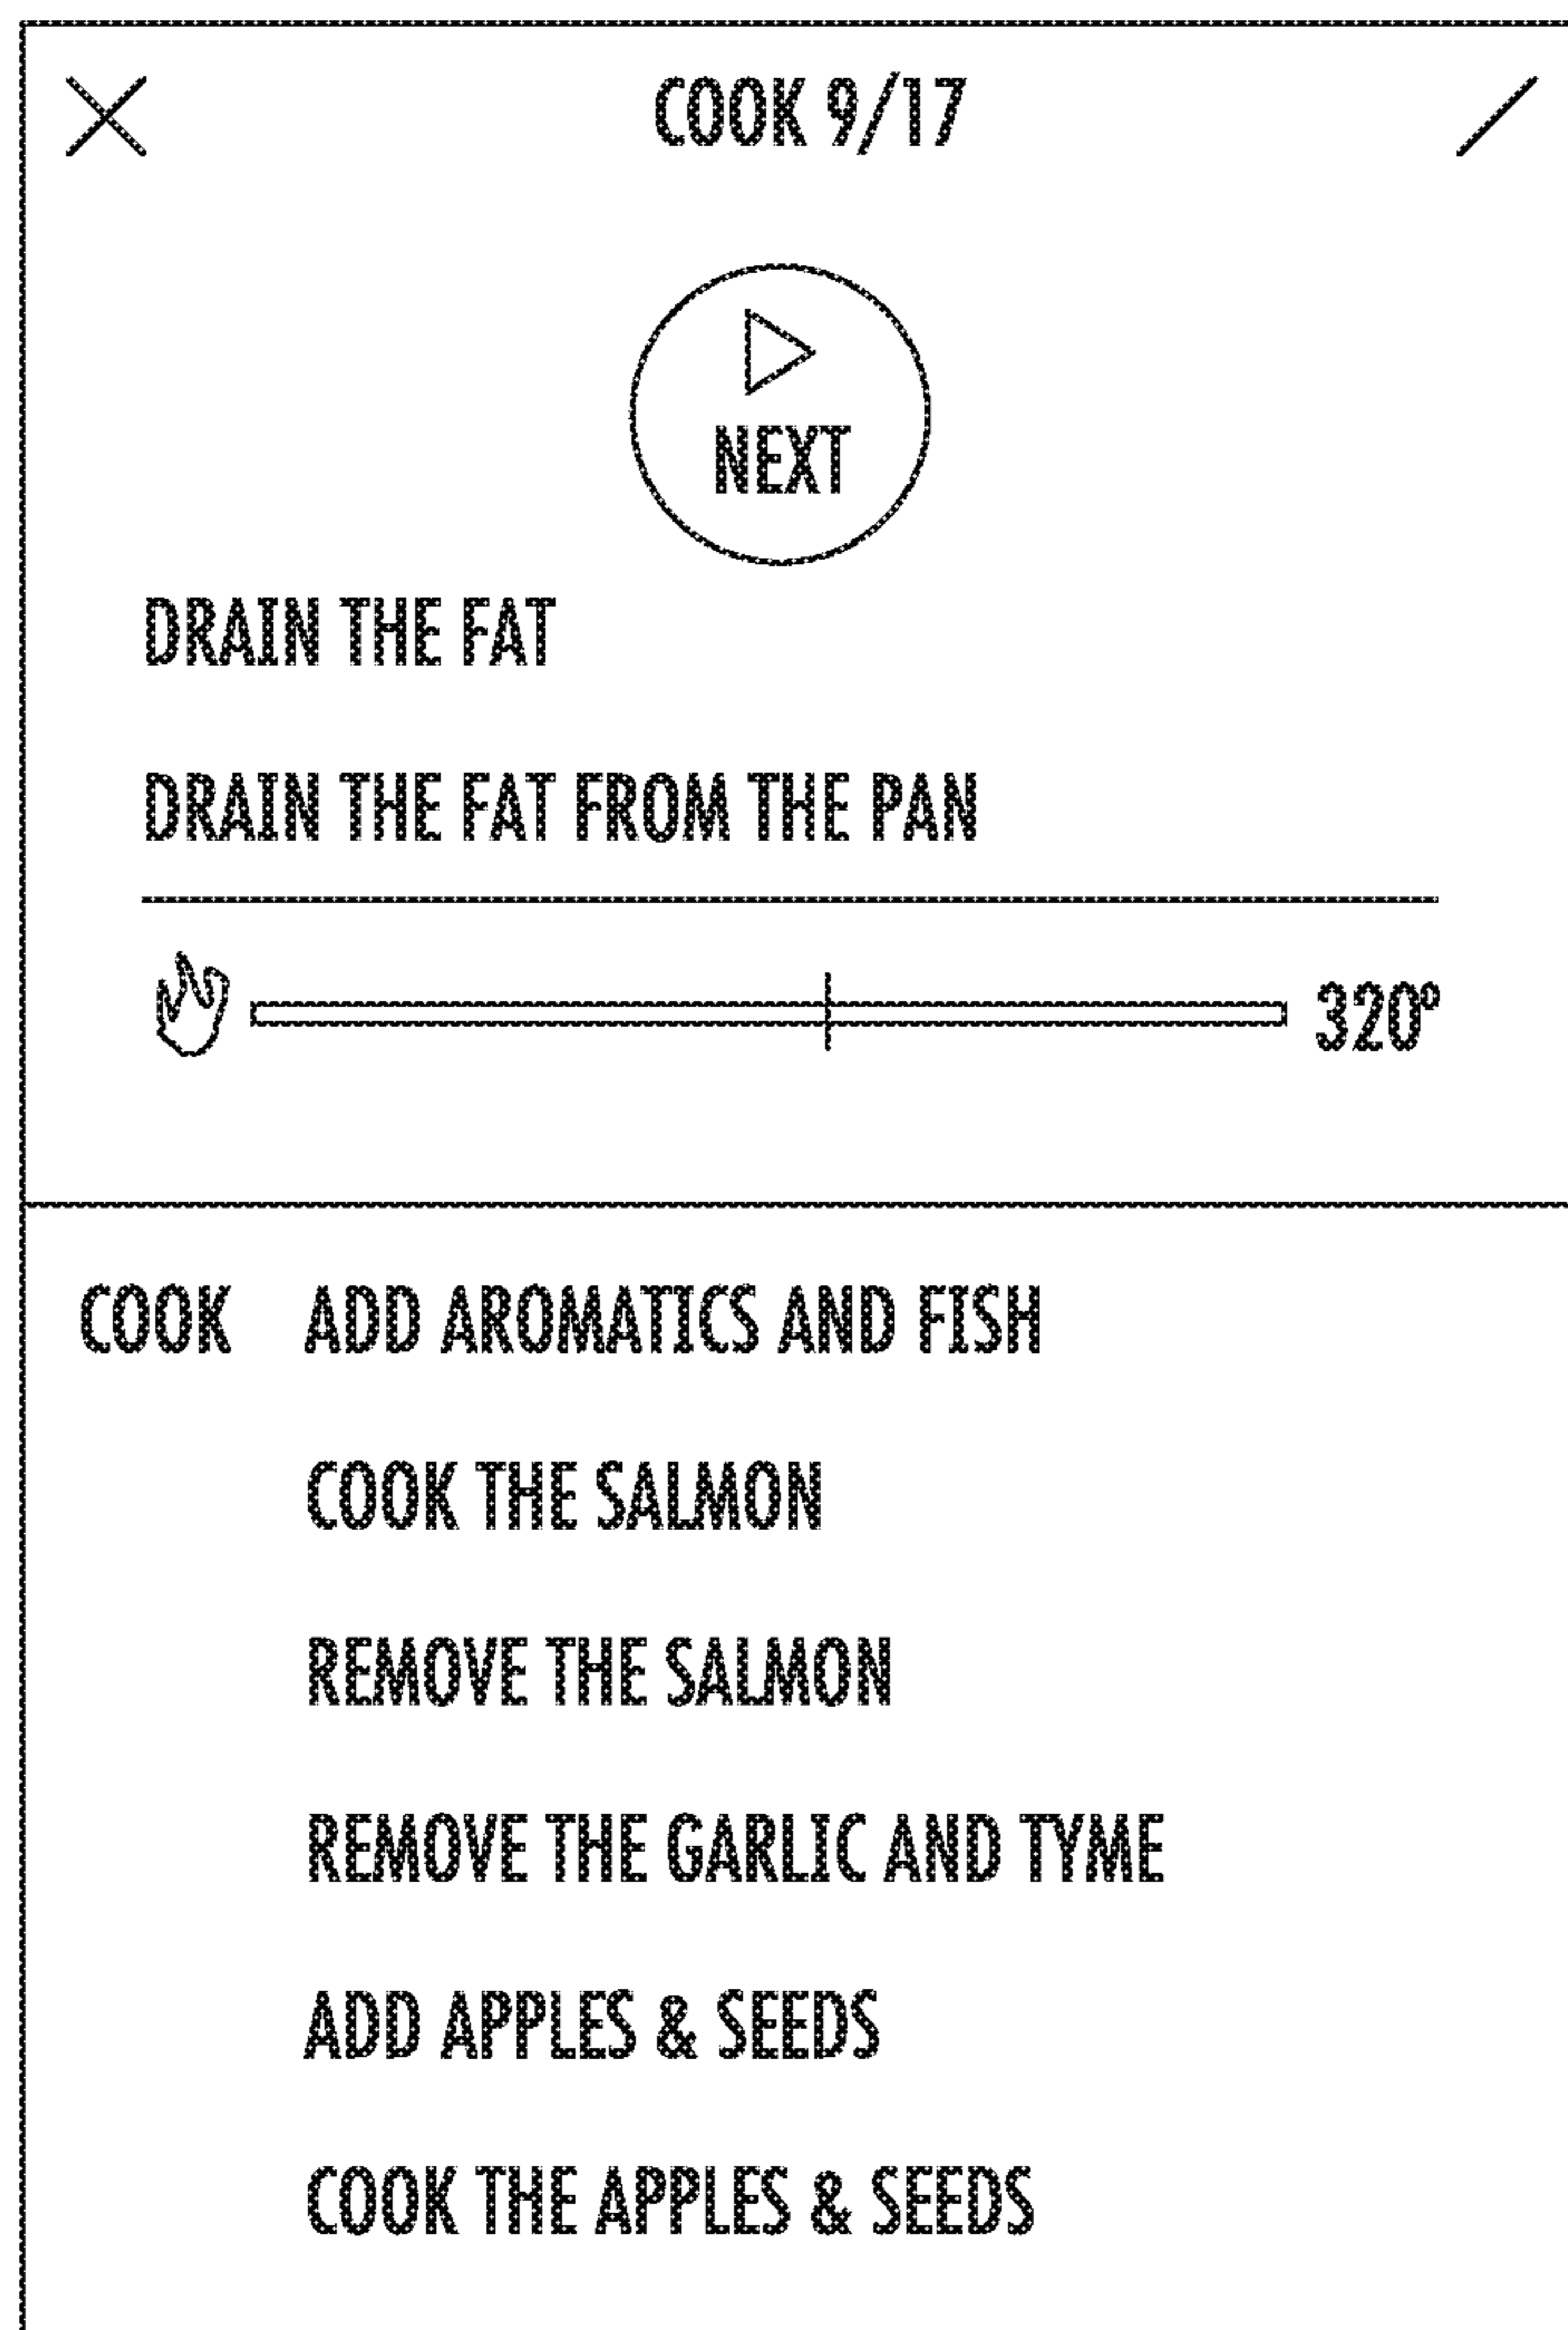 COOK 9/17
NEXT
DRAIN THE FAT
DRAIN THE FAT FROM THE PAN
320°
COOK ADD AROMATICS AND FISH
COOK THE SALMON
REMOVE THE SALMON
REMOVE THE GARLIC AND TYME
ADD APPLES & SEEDS
COOK THE APPLES & SEEDS